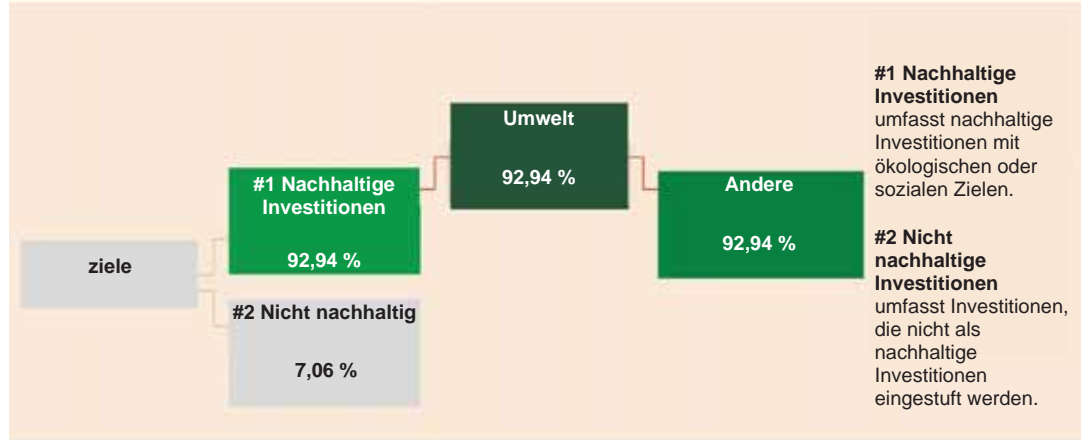 ziele
#1 Nachhaltige
Investitionen
92,94 %
#2 Nicht nachhaltig
7,06 %
Umwelt
92,94 %
Andere
92,94 %
#1 Nachhaltige
Investitionen
umfasst nachhaltige
Investitionen mit
ökologischen oder
sozialen Zielen.
#2 Nicht
nachhaltige
Investitionen
umfasst Investitionen,
die nicht als
nachhaltige
Investitionen
eingestuft werden.